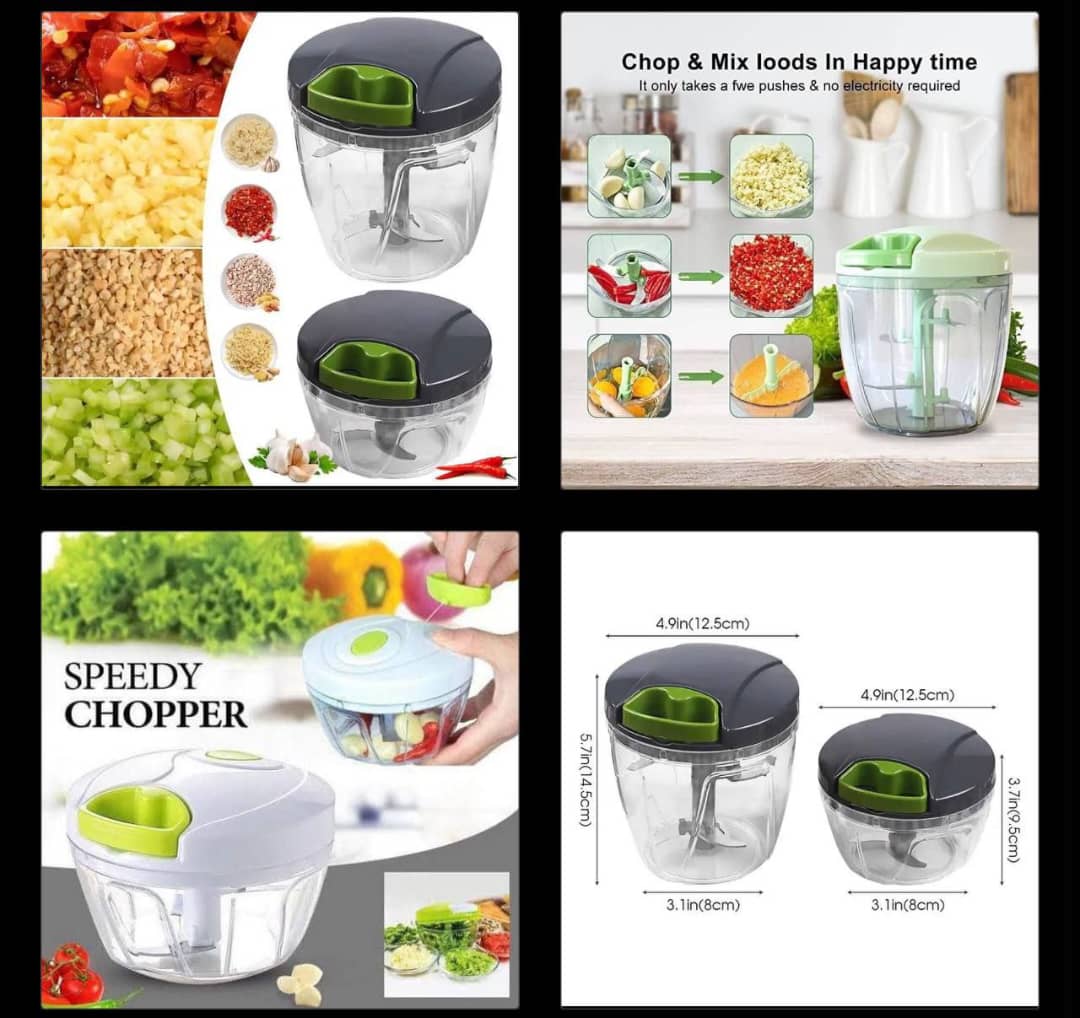 Chop & Mix loods In Happy time
It only takes a fwe pushes & no electricity required
SPEEDY
CHOPPER
4.9in(12.5cm)
4.9in(12.5cm)
5.7in(14.5cm)
3.7in(9.5cm)
3.1in(8cm)
3.1in(8cm)